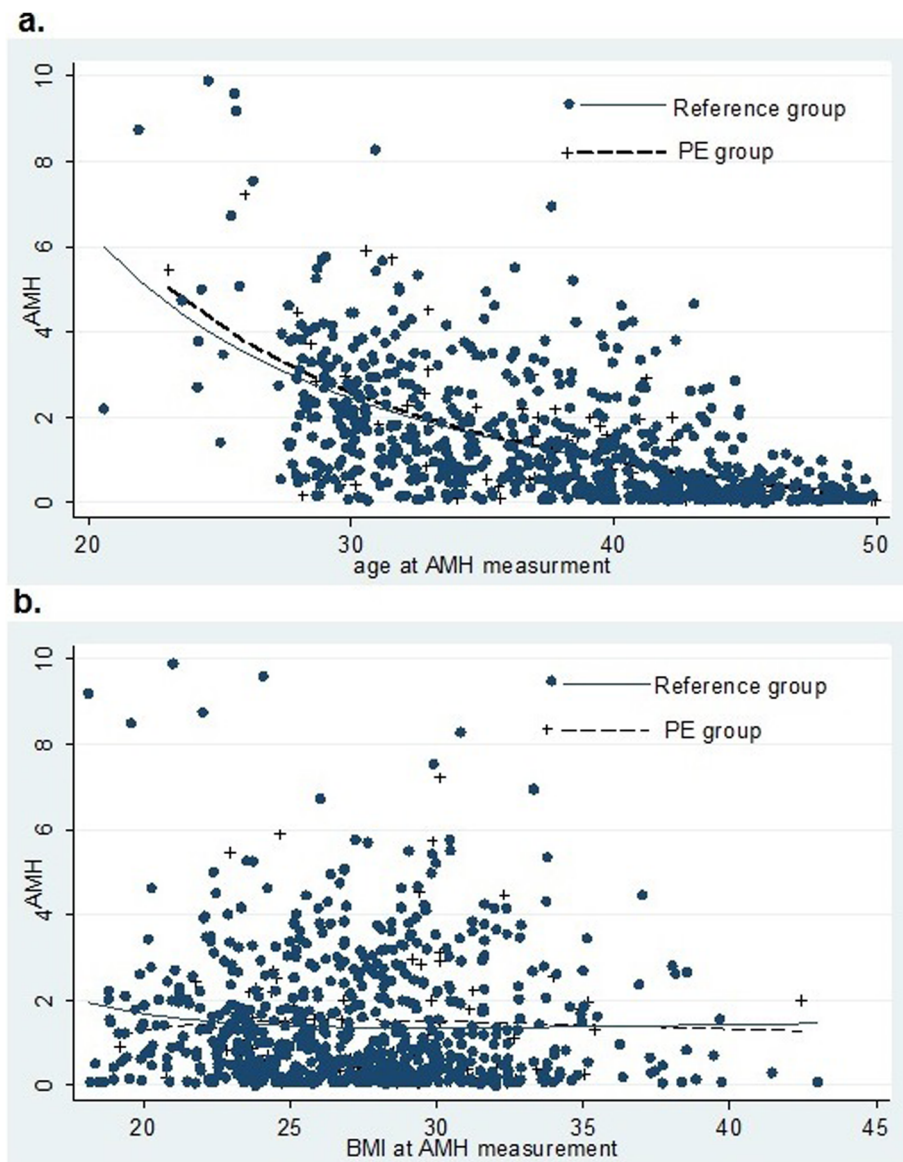 a.
10
8
6
4
2
0
AMH
Reference group
PE group
20 30 40 50
age at AMH measurment
b.
10
8
6
4
2
0
AMH
Reference group
PE group
20 25 30 35 40 45
BMI at AMH measurement